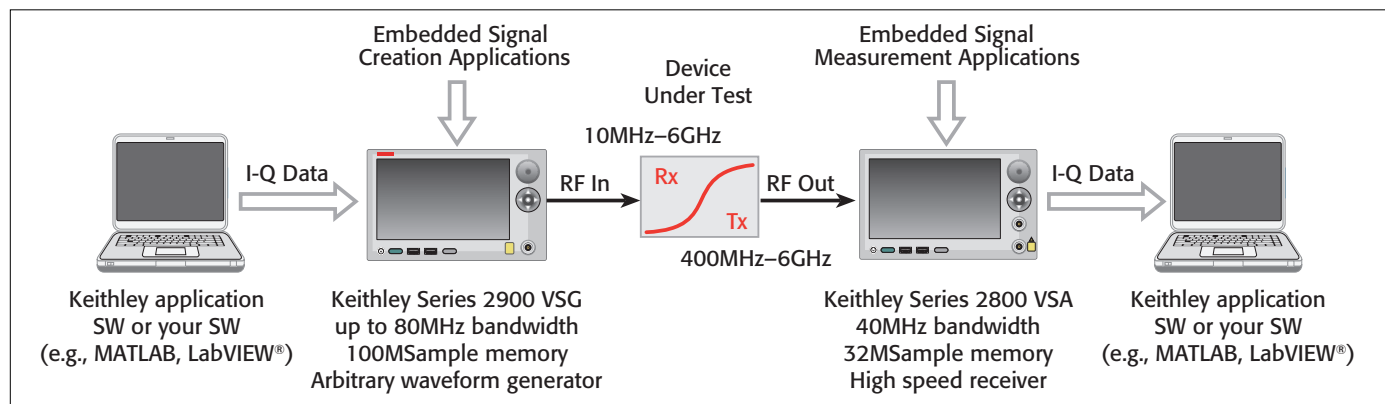 Embedded Signal
Creation Applications
Embedded Signal
Measurement Applications
Device
Under Test
10MHz–6GHz
I-Q Data
RF In
Rx
Tx
RF Out
I-Q Data
400MHz–6GHz
Keithley application
SW or your SW
(e.g., MATLAB, LabVIEW®)
Keithley Series 2900 VSG
up to 80MHz bandwidth
100MSample memory
Arbitrary waveform generator
Keithley Series 2800 VSA
40MHz bandwidth
32MSample memory
High speed receiver
Keithley application
SW or your SW
(e.g., MATLAB, LabVIEW®)